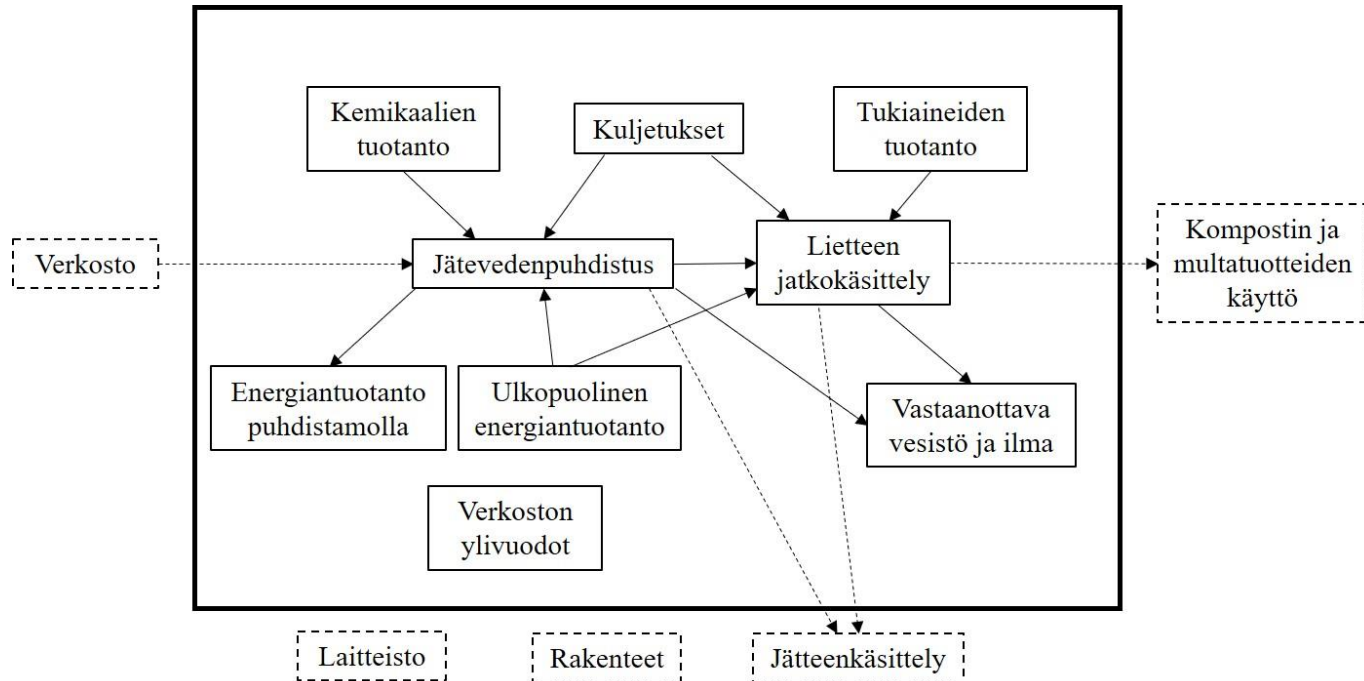 Kemikaalien
tuotanto
Kuljetukset
Tukiaineiden
tuotanto
Verkosto
Jätevedenpuhdistus
Lietteen
jatkokäsittely
Kompostin ja
multatuotteiden
käyttö
Energiantuotanto
puhdistamolla
Ulkopuolinen
energiantuotanto
Vastaanottava
vesistö ja ilma
Verkoston
ylivuodot
Laitteisto
Rakenteet
Jätteenkäsittely